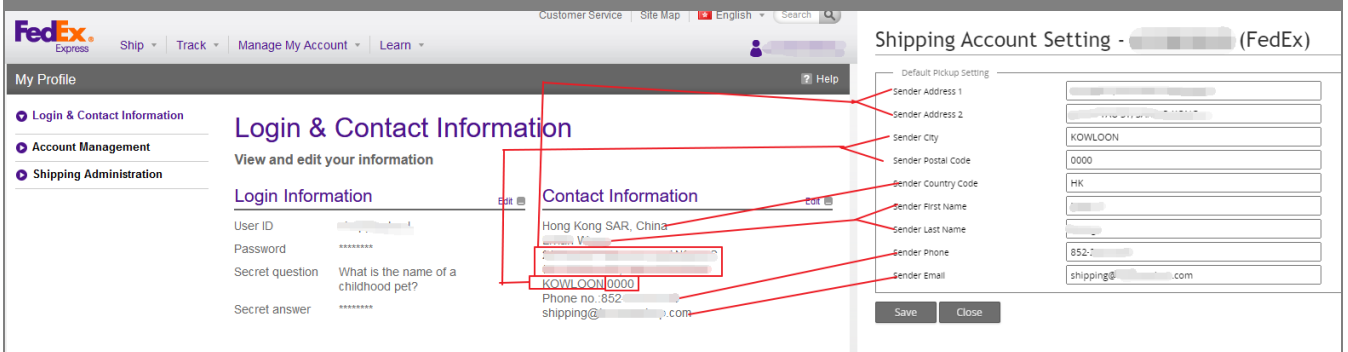 Customer Service Site Map English Search
FedEx®
Express
Ship Track Manage My Account Learn
My Profile
Help
Login & Contact Information
Account Management
Shipping Administration
Login & Contact Information
View and edit your information
Login Information Edit
User ID
Password ********
Secret question What is the name of a
childhood pet?
Secret answer ********
Contact Information Edit
Hong Kong SAR, China
KOWLOON 0000
Phone no.:852-
shipping@ .com
Shipping Account Setting - (FedEx)
Default Pickup Setting
Sender Address 1
Sender Address 2
Sender City KOWLOON
Sender Postal Code 0000
Sender Country Code HK
Sender First Name
Sender Last Name
Sender Phone 852-
Sender Email shipping@ .com
Save Close